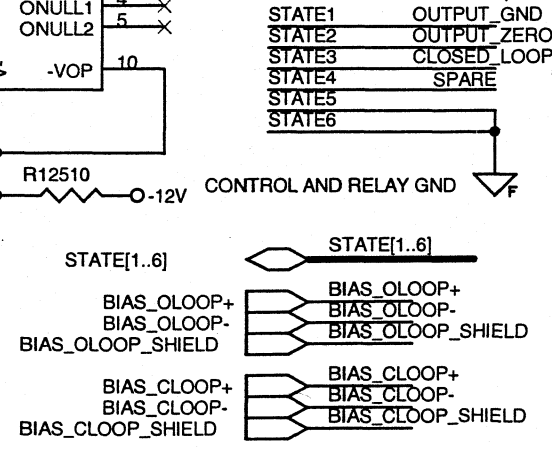 ONULL1 4
ONULL2 5
-VOP 10
STATE1 OUTPUT_GND
STATE2 OUTPUT_ZERO
STATE3 CLOSED_LOOP
STATE4 SPARE
STATE5
STATE6
F
R12510
-12V
CONTROL AND RELAY GND
STATE[1..6] STATE[1..6]
BIAS_OLOOP+ BIAS_OLOOP+
BIAS_OLOOP- BIAS_OLOOP-
BIAS_OLOOP_SHIELD BIAS_OLOOP_SHIELD
BIAS_CLOOP+ BIAS_CLOOP+
BIAS_CLOOP- BIAS_CLOOP-
BIAS_CLOOP_SHIELD BIAS_CLOOP_SHIELD